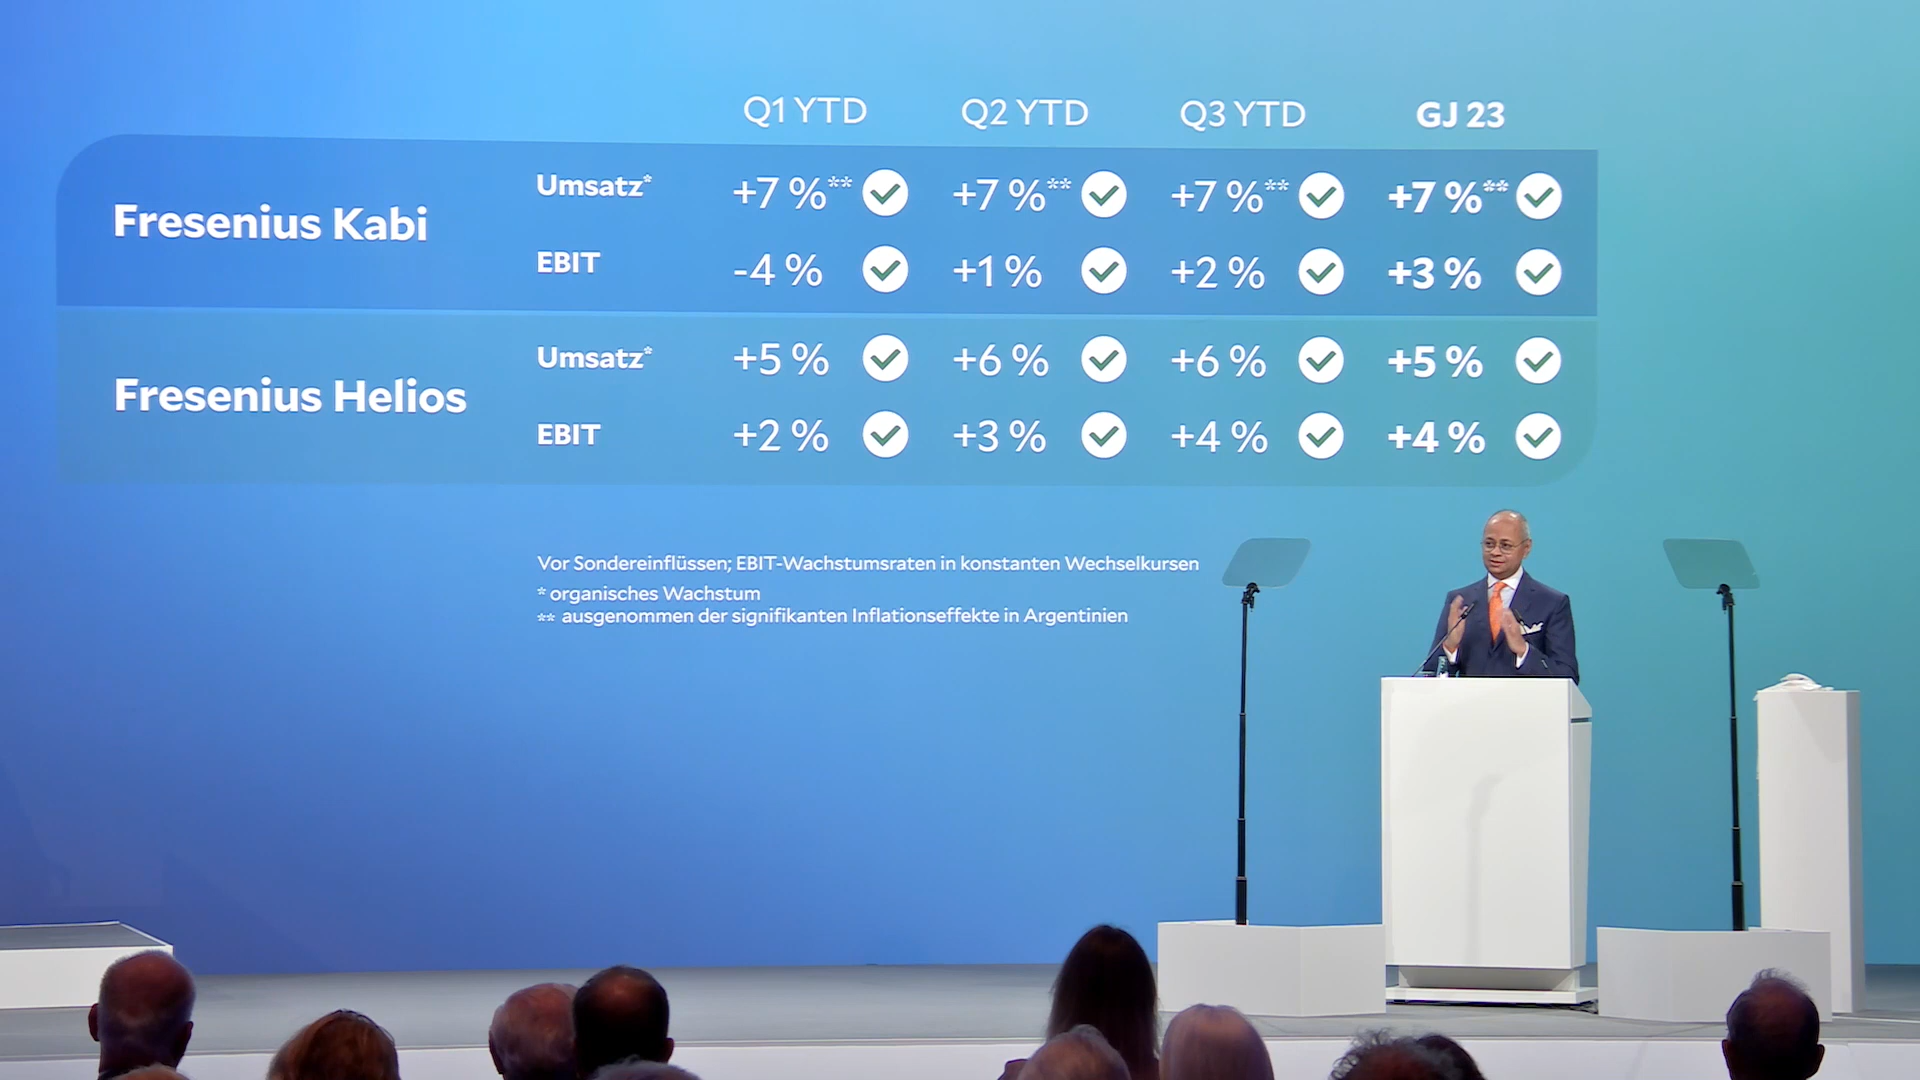 Q1 YTD Q2 YTD Q3 YTD GJ 23
Fresenius Kabi
Umsatz* +7 %** +7 %** +7 %** +7 %**
EBIT -4 % +1 % +2 % +3 %
Fresenius Helios
Umsatz* +5 % +6 % +6 % +5 %
EBIT +2 % +3 % +4 % +4 %
Vor Sondereinflüssen; EBIT-Wachstumsraten in konstanten Wechselkursen
* organisches Wachstum
** ausgenommen der signifikanten Inflationseffekte in Argentinien